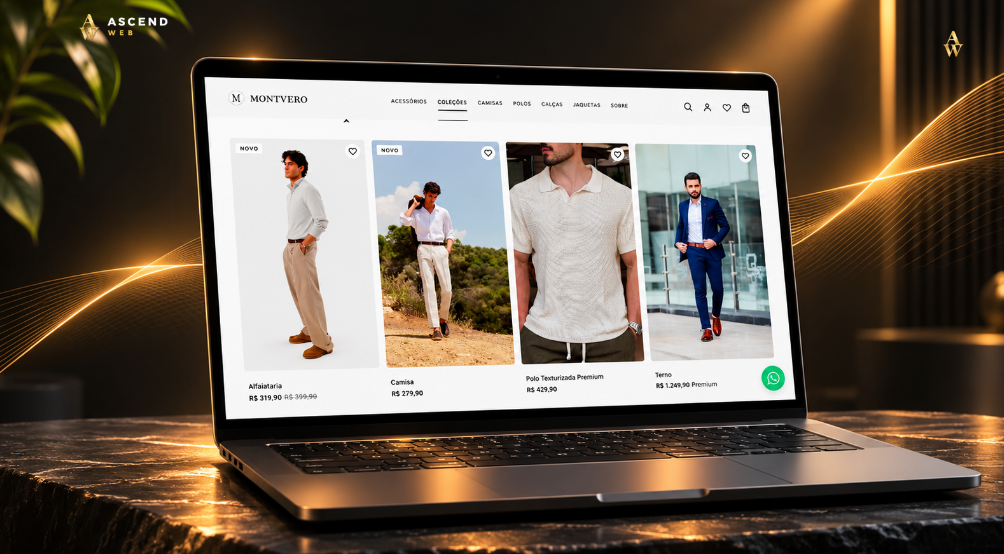 ASCEND
WEB
AW
M MONTVERO
ACESSÓRIOS COLEÇÕES CAMISAS POLOS CALÇAS JAQUETAS SOBRE
NOVO
NOVO
Alfaiataria
R$ 319,90 R$ 399,90
Camisa
R$ 279,90
Polo Texturizada Premium
R$ 429,90
Terno
R$ 1.249,90 Premium